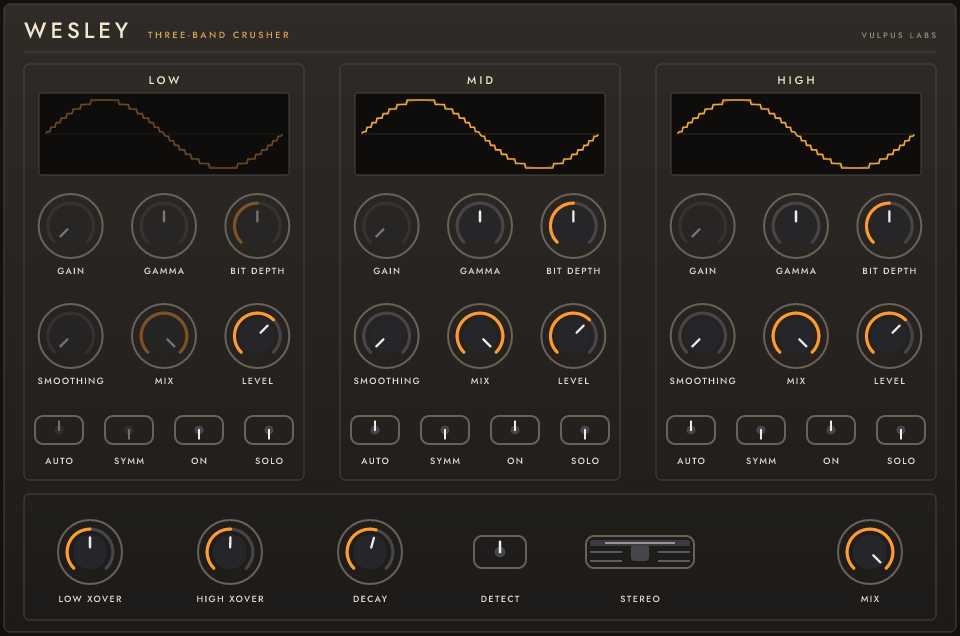 WESLEY THREE-BAND CRUSHER VULPUS LABS
LOW MID HIGH
GAIN GAMMA BIT DEPTH GAIN GAMMA BIT DEPTH GAIN GAMMA BIT DEPTH
SMOOTHING MIX LEVEL SMOOTHING MIX LEVEL SMOOTHING MIX LEVEL
AUTO SYMM ON SOLO AUTO SYMM ON SOLO AUTO SYMM ON SOLO
LOW XOVER HIGH XOVER DECAY DETECT STEREO MIX